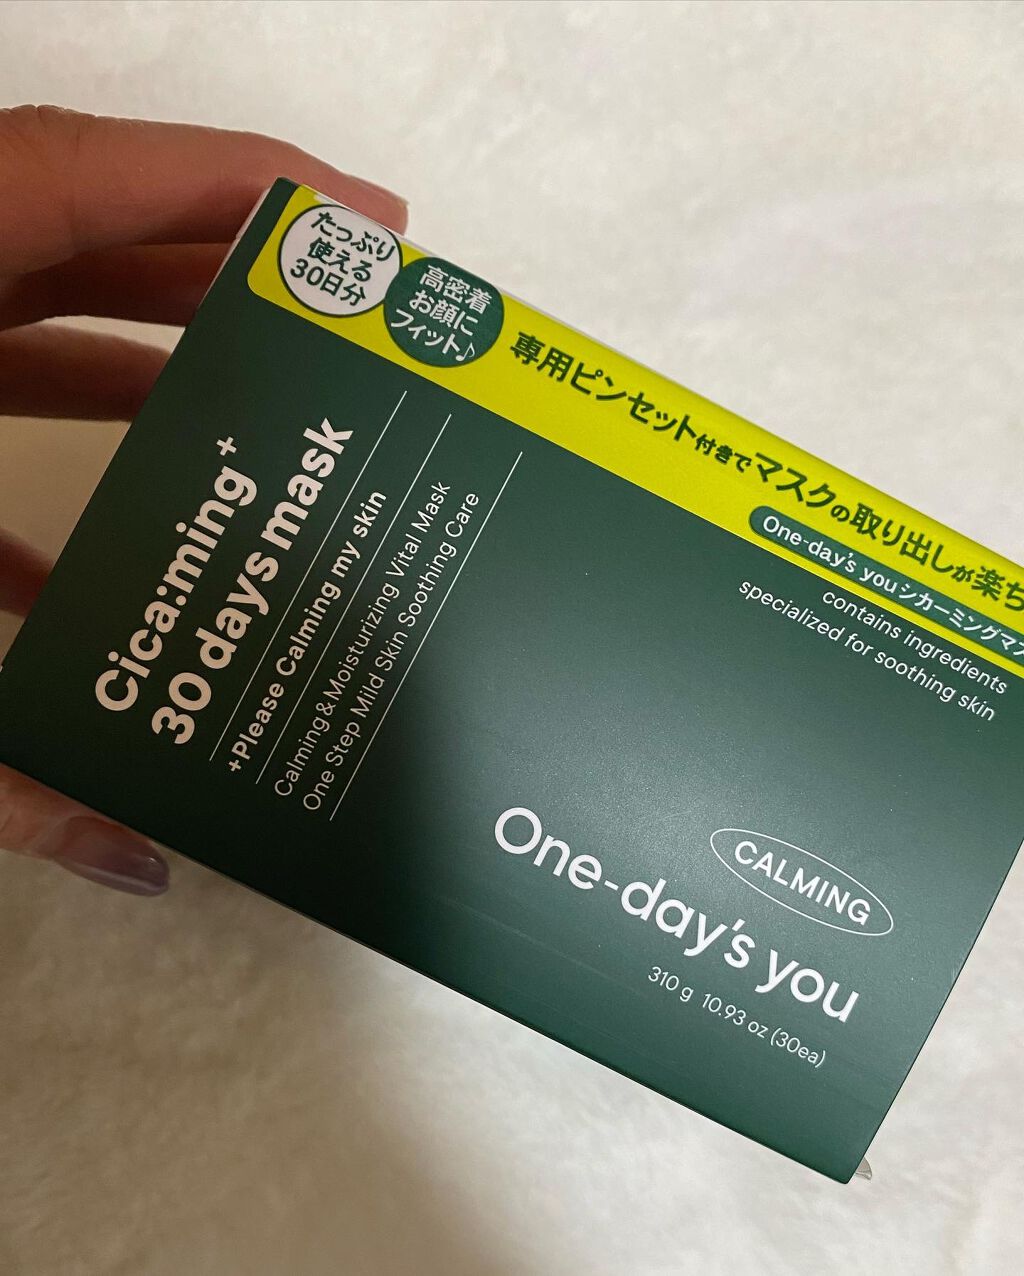 たっぷり
使える
30日分
高密着
お顔に
フィット♪
専用ピンセット付きでマスクの取り出しが楽ち
One-day's you シカーミングマス
contains ingredients
specialized for soothing skin
Cica:ming+
30 days mask
+Please Calming my skin
Calming & Moisturizing Vital Mask
One Step Mild Skin Soothing Care
CALMING
One-day's you
310 g 10.93 oz (30ea)